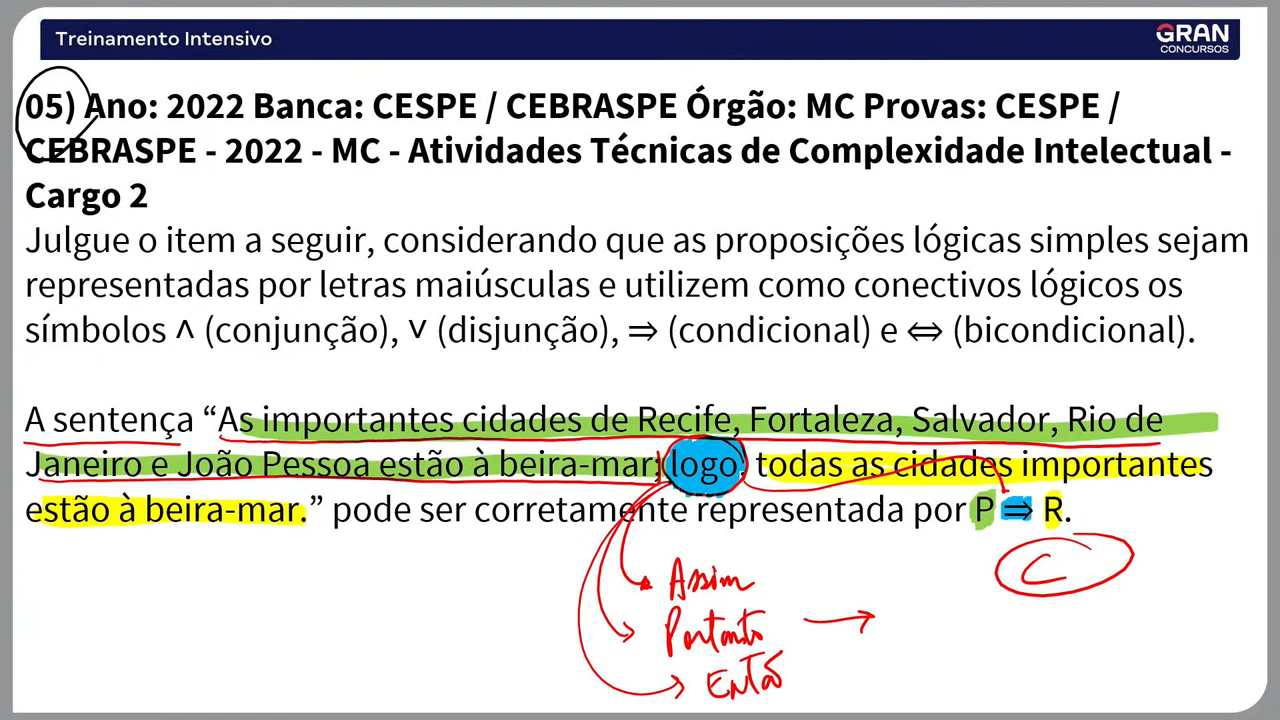 Treinamento Intensivo
GRAN
CONCURSOS
05) Ano: 2022 Banca: CESPE / CEBRASPE Órgão: MC Provas: CESPE /
CEBRASPE - 2022 - MC - Atividades Técnicas de Complexidade Intelectual -
Cargo 2
Julgue o item a seguir, considerando que as proposições lógicas simples sejam
representadas por letras maiúsculas e utilizem como conectivos lógicos os
símbolos ∧ (conjunção), ∨ (disjunção), ⇒ (condicional) e ⇔ (bicondicional).
A sentença “As importantes cidades de Recife, Fortaleza, Salvador, Rio de
Janeiro e João Pessoa estão à beira-mar; logo, todas as cidades importantes
estão à beira-mar.” pode ser corretamente representada por P ⇒ R.
C
Assim
Portanto →
Então